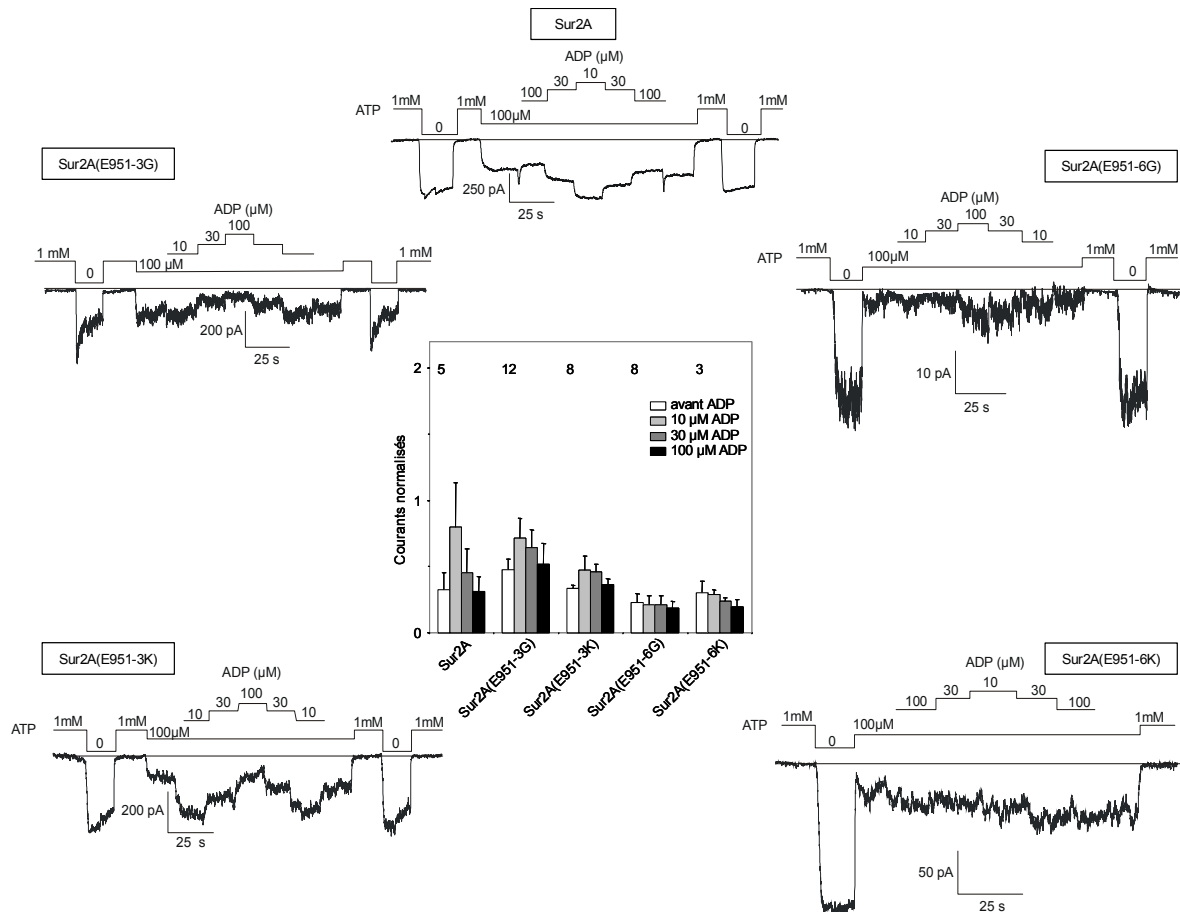 Sur2A
ADP (µM)
10
30 30
100 100
1mM 1mM 1mM 1mM
ATP 100µM
0 0
250 pA
25 s
Sur2A(E951-3G)
ADP (µM)
100
30
10
1 mM 1mM
100 µM
0
200 pA
25 s
Sur2A(E951-6G)
ADP (µM)
100
30 30
10 10
1mM 1mM 1mM
ATP 100µM
0 0
10 pA
25 s
2 5 12 8 8 3
avant ADP
10 µM ADP
30 µM ADP
100 µM ADP
Courants normalisés
1
0
Sur2A
Sur2A(E951-3G)
Sur2A(E951-3K)
Sur2A(E951-6G)
Sur2A(E951-6K)
Sur2A(E951-3K)
ADP (µM)
100
30 30
10 10
1mM 1mM 1mM 1mM
ATP 100µM
0 0
200 pA
25 s
Sur2A(E951-6K)
ADP (µM)
10
30 30
100 100
1mM 1mM
ATP 100µM
0
50 pA
25 s